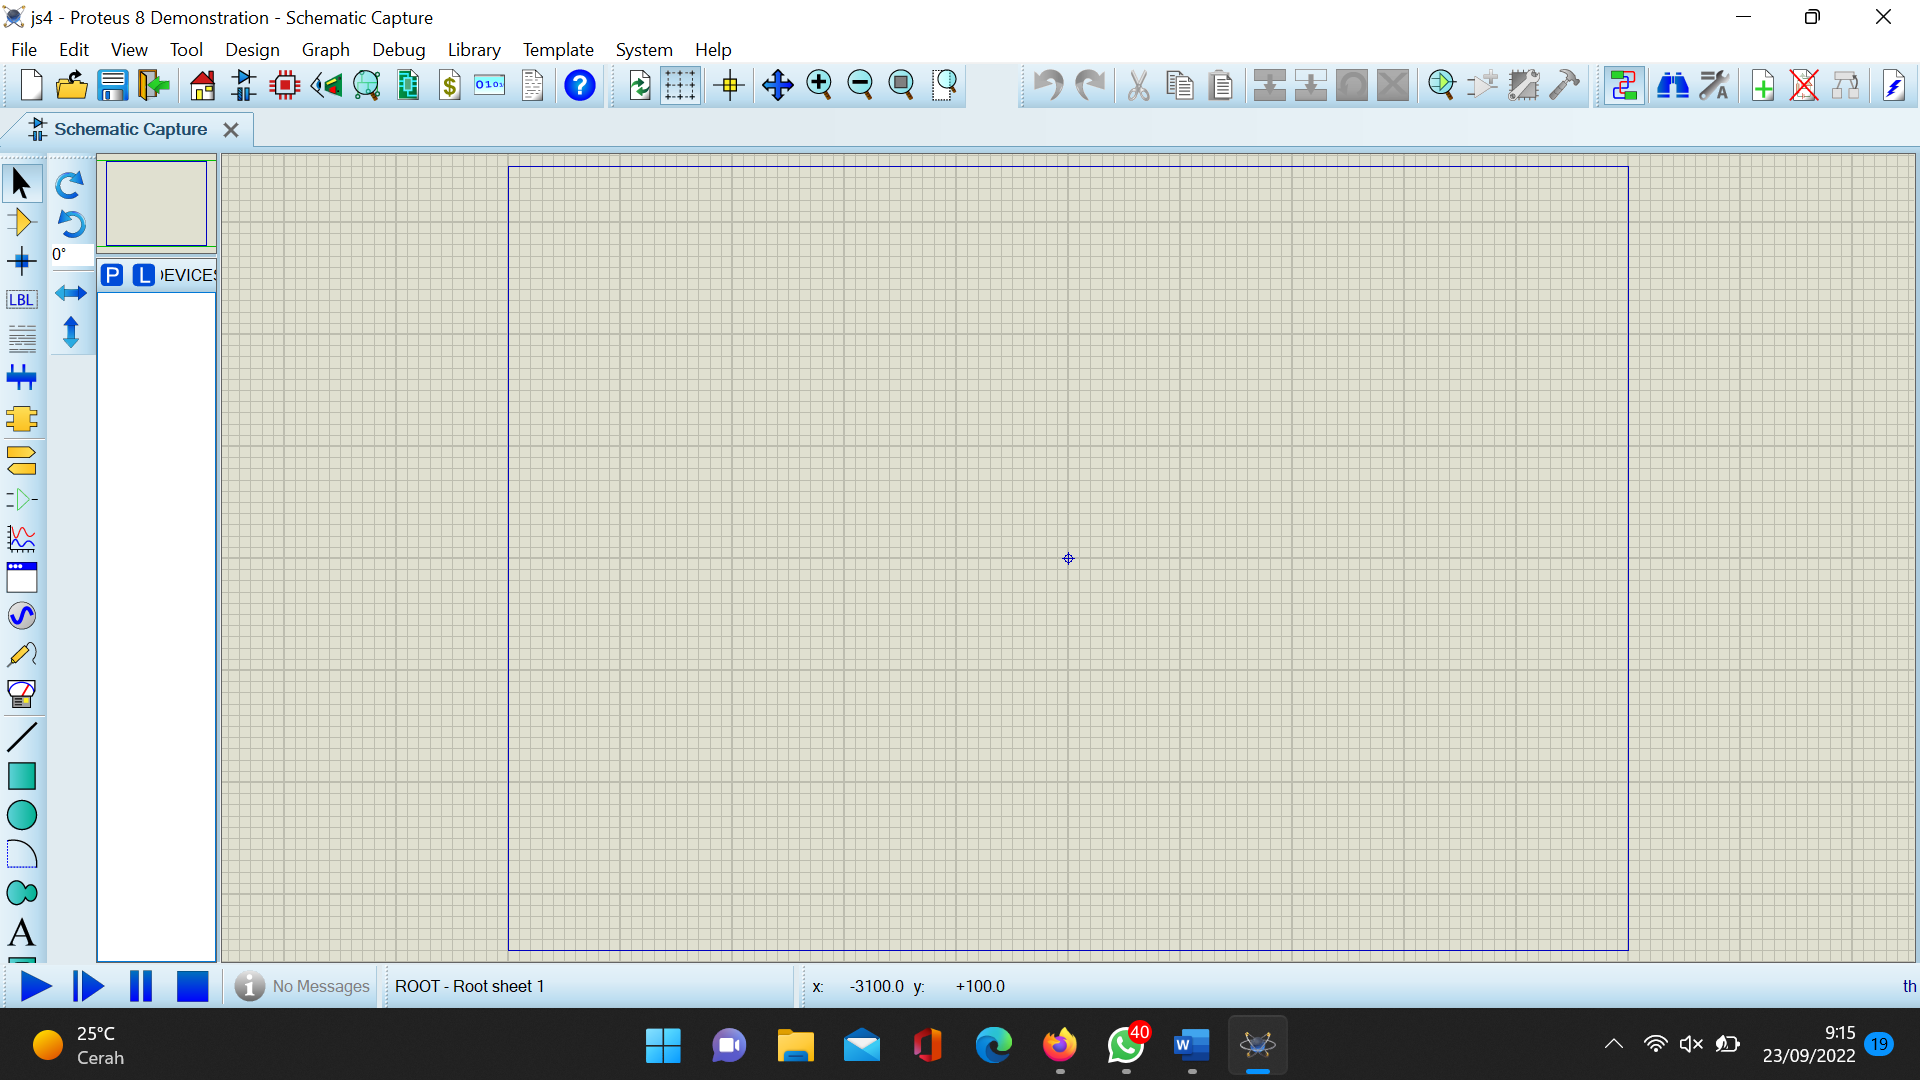 js4 - Proteus 8 Demonstration - Schematic Capture
File Edit View Tool Design Graph Debug Library Template System Help
$ 0101 ?
A
Schematic Capture
0°
P L EVICES
LBL
A
No Messages ROOT - Root sheet 1 x: -3100.0 y: +100.0 th
25°C
Cerah
40
W
9:15
23/09/2022
19